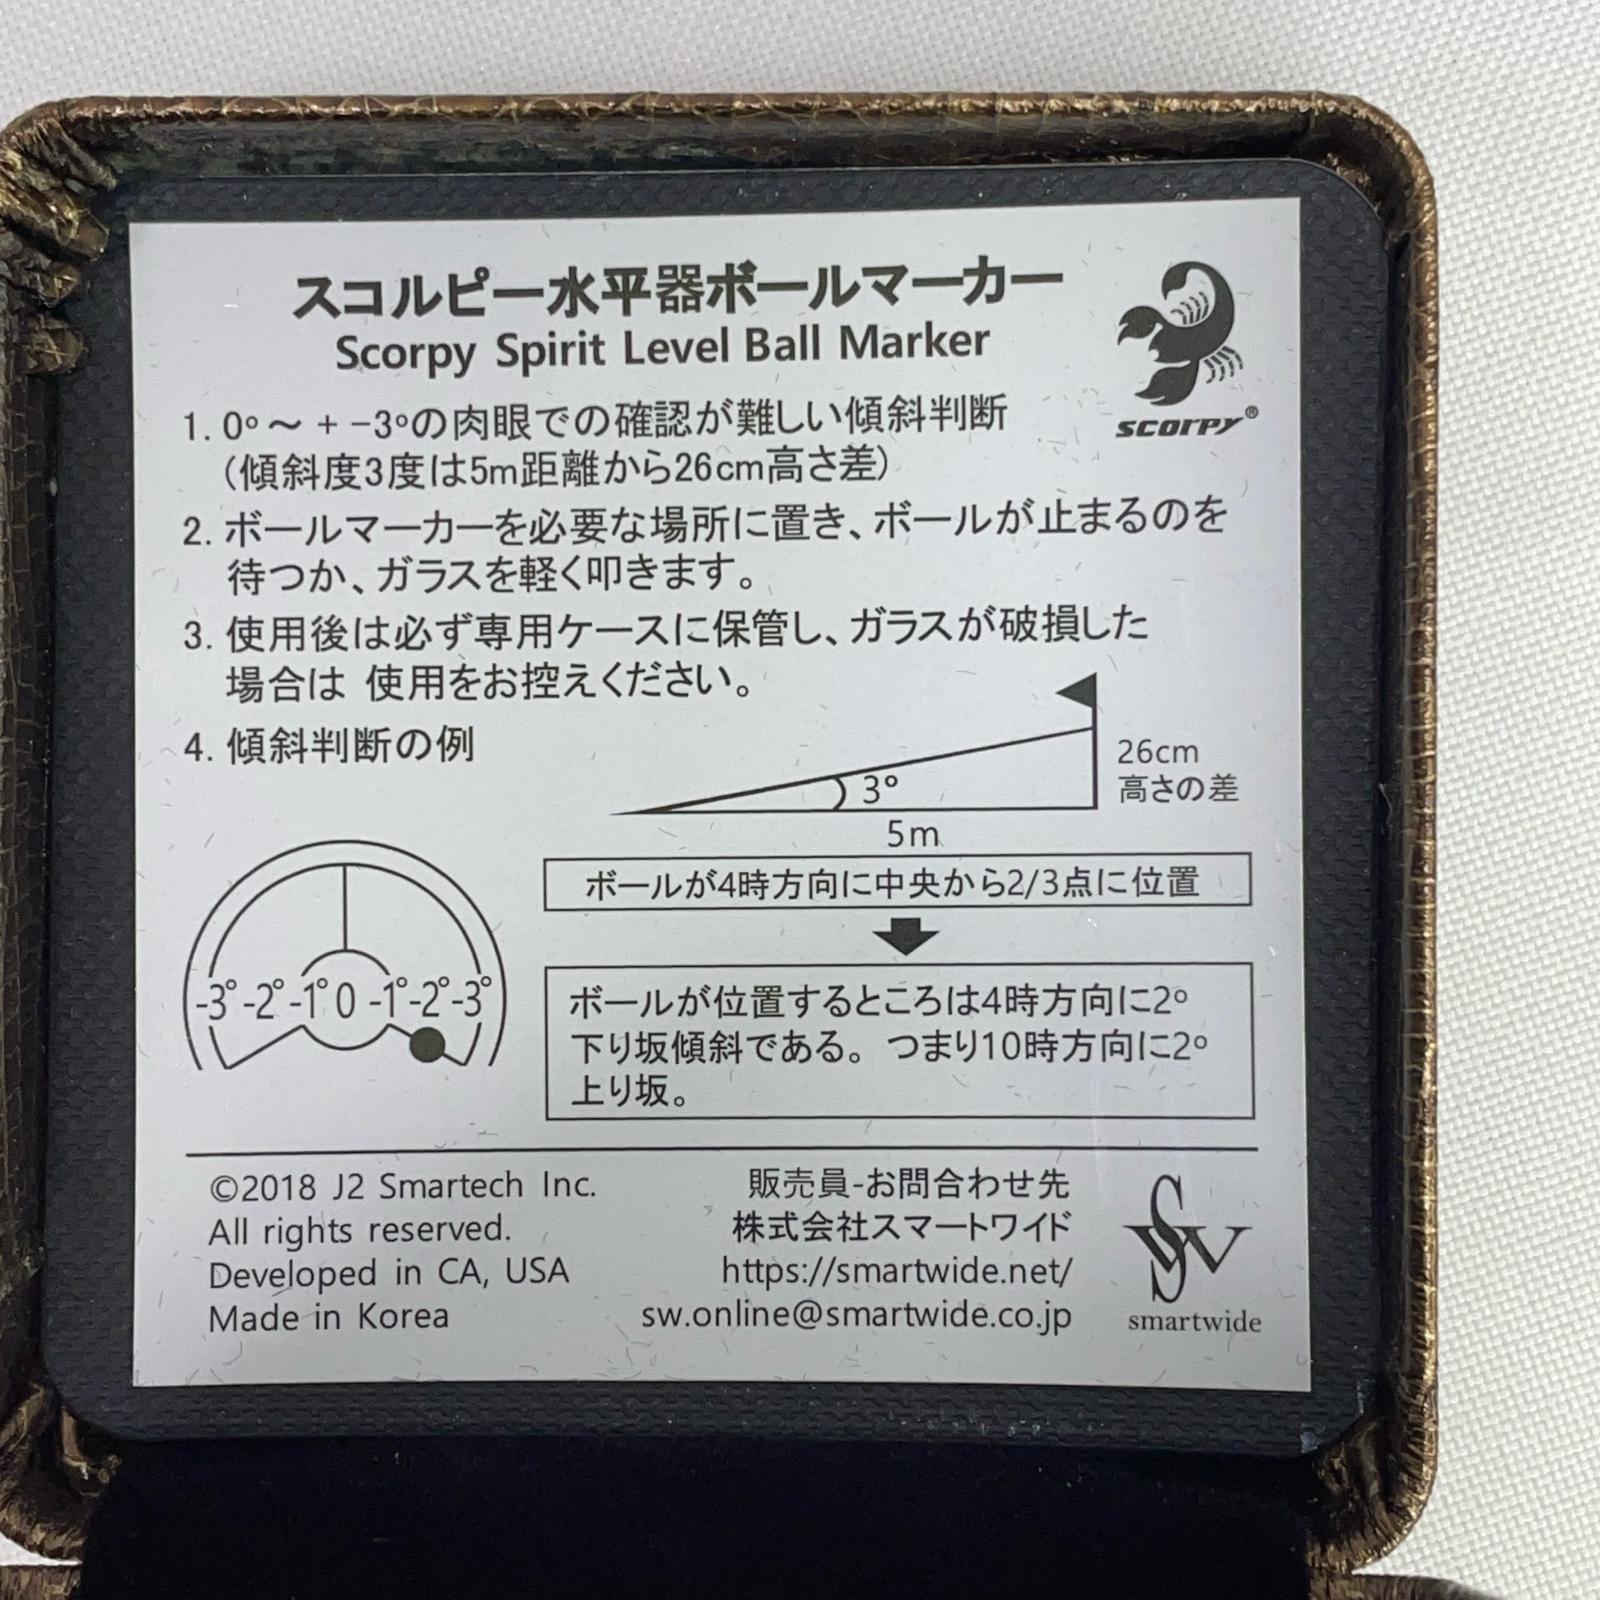 スコルピー水平器ボールマーカー
Scorpy Spirit Level Ball Marker
SCORPY®
1. 0°～ + −3°の肉眼での確認が難しい傾斜判断
(傾斜度3度は5m距離から26cm高さ差)
2. ボールマーカーを必要な場所に置き、ボールが止まるのを
待つか、ガラスを軽く叩きます。
3. 使用後は必ず専用ケースに保管し、ガラスが破損した
場合は 使用をお控えください。
4. 傾斜判断の例
3°
5m
26cm
高さの差
-3° -2° -1° 0 -1° -2° -3°
ボールが4時方向に中央から2/3点に位置
ボールが位置するところは4時方向に2°
下り坂傾斜である。つまり10時方向に2°
上り坂。
©2018 J2 Smartech Inc.
All rights reserved.
Developed in CA, USA
Made in Korea
販売員-お問合わせ先
株式会社スマートワイド
https://smartwide.net/
sw.online@smartwide.co.jp
SW
smartwide